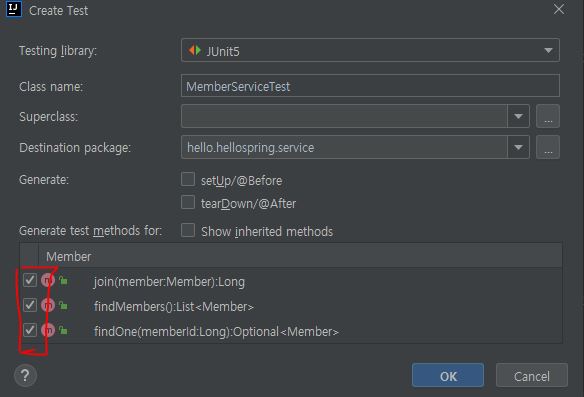 IJ Create Test
Testing library: JUnit5
Class name: MemberServiceTest
Superclass: ...
Destination package: hello.hellospring.service ...
Generate: setUp/@Before
tearDown/@After
Generate test methods for: Show inherited methods
Member
m join(member:Member):Long
m findMembers():List<Member>
m findOne(memberId:Long):Optional<Member>
? OK Cancel